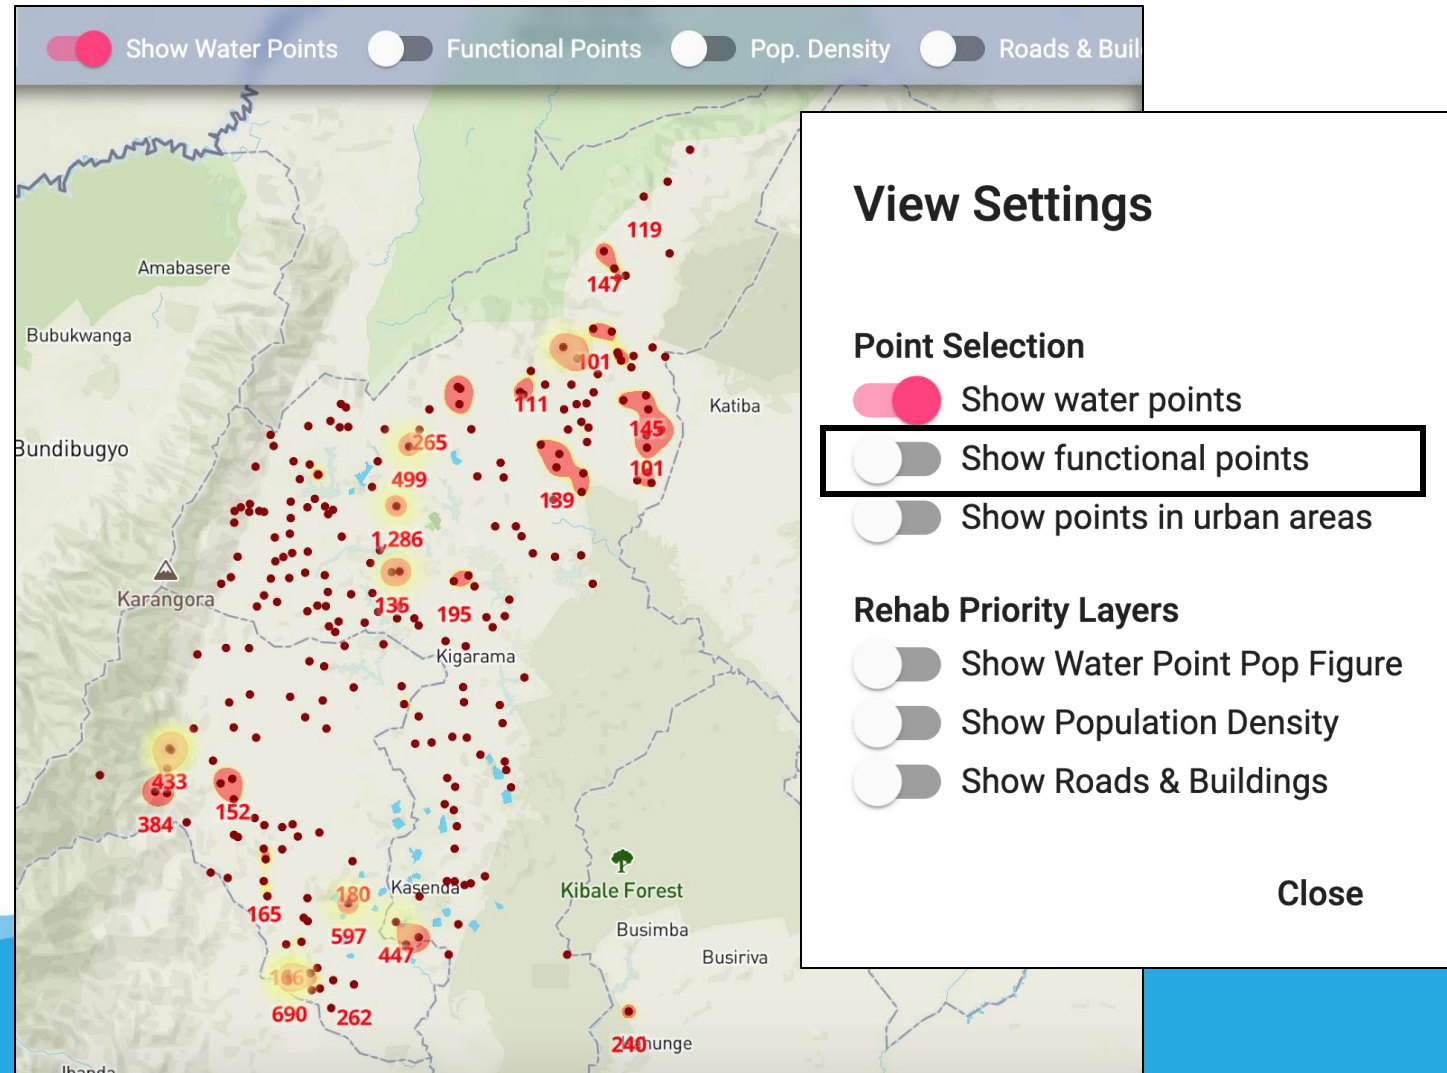 Show Water Points
Functional Points
Pop. Density
Roads & Buil
119
147
Amabasere
Bubukwanga
101
Katiba
111
145
Bundibugyo
265
101
499
139
1,286
Karangora
135
195
Kigarama
433
152
384
180
Kasenda
Kibale Forest
165
597
447
Busimba
Busiriva
166
690
262
240
View Settings
Point Selection
Show water points
Show functional points
Show points in urban areas
Rehab Priority Layers
Show Water Point Pop Figure
Show Population Density
Show Roads & Buildings
Close